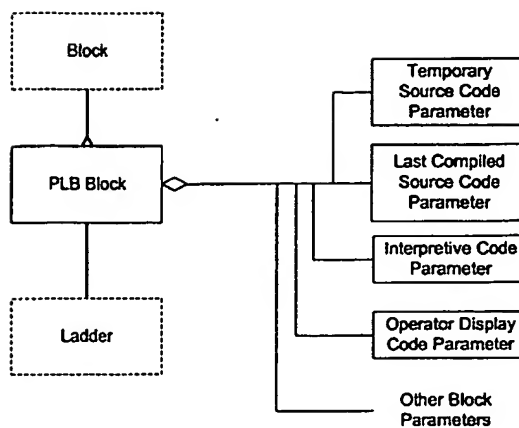 Block
PLB Block
Ladder
Temporary
Source Code
Parameter
Last Compiled
Source Code
Parameter
Interpretive Code
Parameter
Operator Display
Code Parameter
Other Block
Parameters